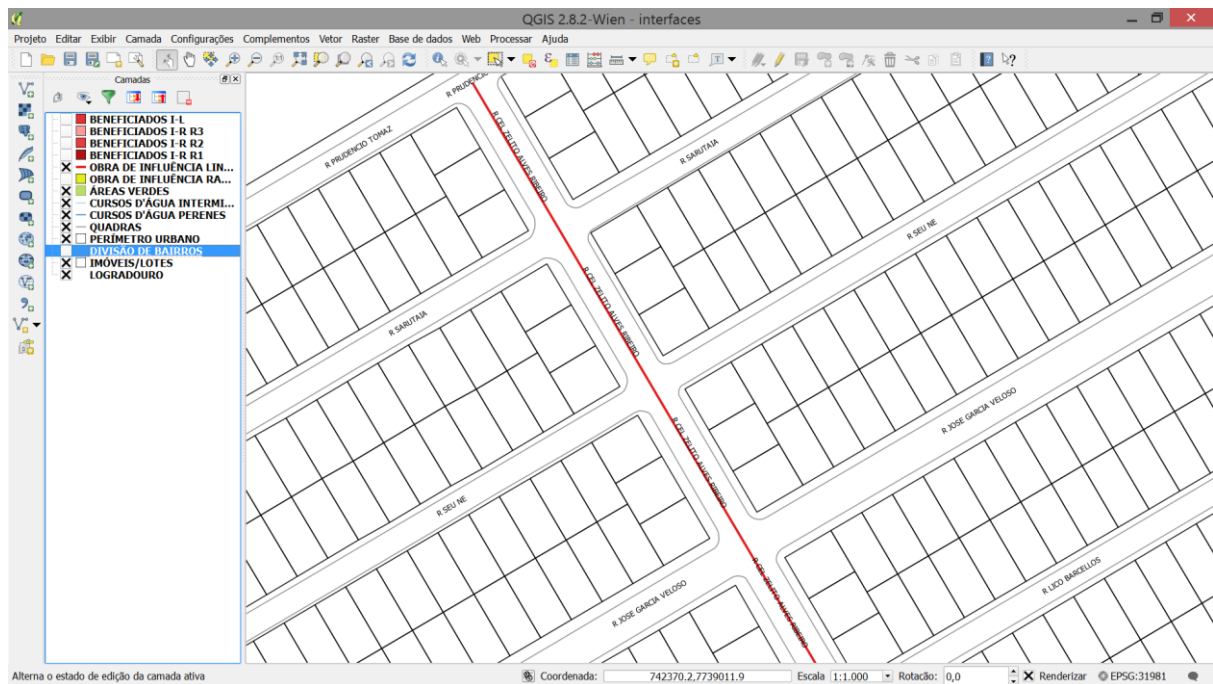 QGIS 2.8.2-Wien - interfaces
Projeto Editar Exibir Camada Configurações Complementos Vetor Raster Base de dados Web Processar Ajuda
Camadas
BENEFICIADOS I-L
BENEFICIADOS I-R R3
BENEFICIADOS I-R R2
BENEFICIADOS I-R R1
OBRA DE INFLUÊNCIA LIN...
OBRA DE INFLUÊNCIA RA...
ÁREAS VERDES
CURSOS D'ÁGUA INTERMI...
CURSOS D'ÁGUA PERENES
QUADRAS
PERÍMETRO URBANO
DIVISÃO DE BAIRROS
IMÓVEIS/LOTES
LOGRADOURO
R PRUDENCIO
R CEL ZELITO ALVES RIBEIRO
R PRUDENCIO TOMAZ
R SARUTAIA
R SEU NE
R CEL ZELITO ALVES RIBEIRO
R SARUTAIA
R JOSE GARCIA VELOSO
R CEL ZELITO ALVES RIBEIRO
R SEU NE
R CEL ZELITO ALVES RIBEIRO
R LICO BARCELLOS
R JOSE GARCIA VELOSO
Alterna o estado de edição da camada ativa Coordenada: 742370.2,7739011.9 Escala 1:1.000 Rotação: 0,0 Renderizar EPSG:31981